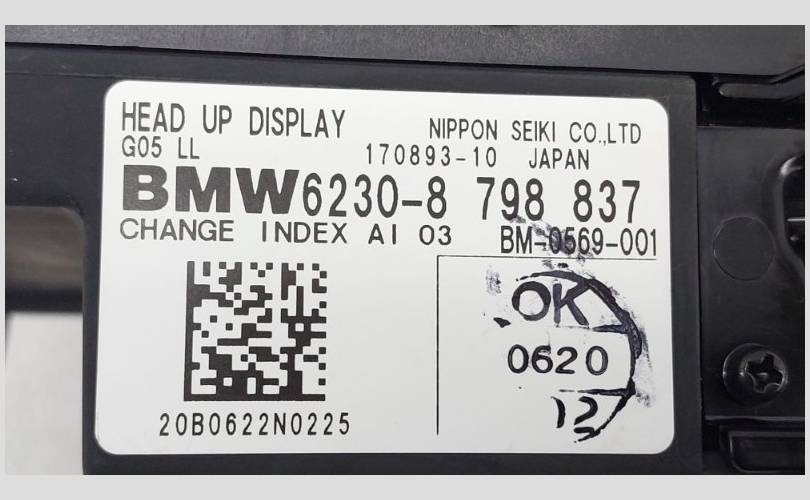 HEAD UP DISPLAY NIPPON SEIKI CO.,LTD
G05 LL 170893-10 JAPAN
BMW 6230-8 798 837
CHANGE INDEX AI 03 BM-0569-001
OK
0620
12
20B0622N0225